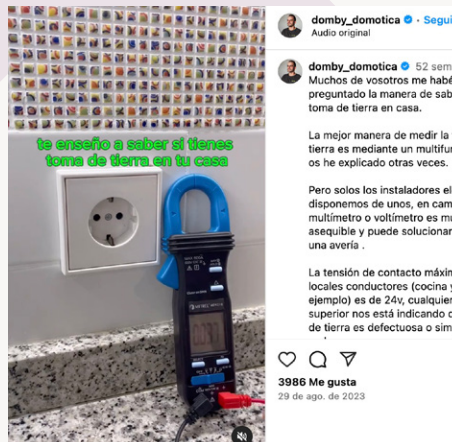 te enseño a saber si tienes
toma de tierra en tu casa
domby_domotica
Audio original
domby_domotica 52 sem
Muchos de vosotros me habé
preguntado la manera de sab
toma de tierra en casa.
La mejor manera de medir la
tierra es mediante un multifun
os he explicado otras veces.
Pero solos los instaladores el
disponemos de unos, en cam
multímetro o voltímetro es mu
asequible y puede solucionar
una avería .
La tensión de contacto máxim
locales conductores (cocina y
ejemplo) es de 24v, cualquier
superior nos está indicando q
de tierra es defectuosa o sim
3986 Me gusta
29 de ago. de 2023